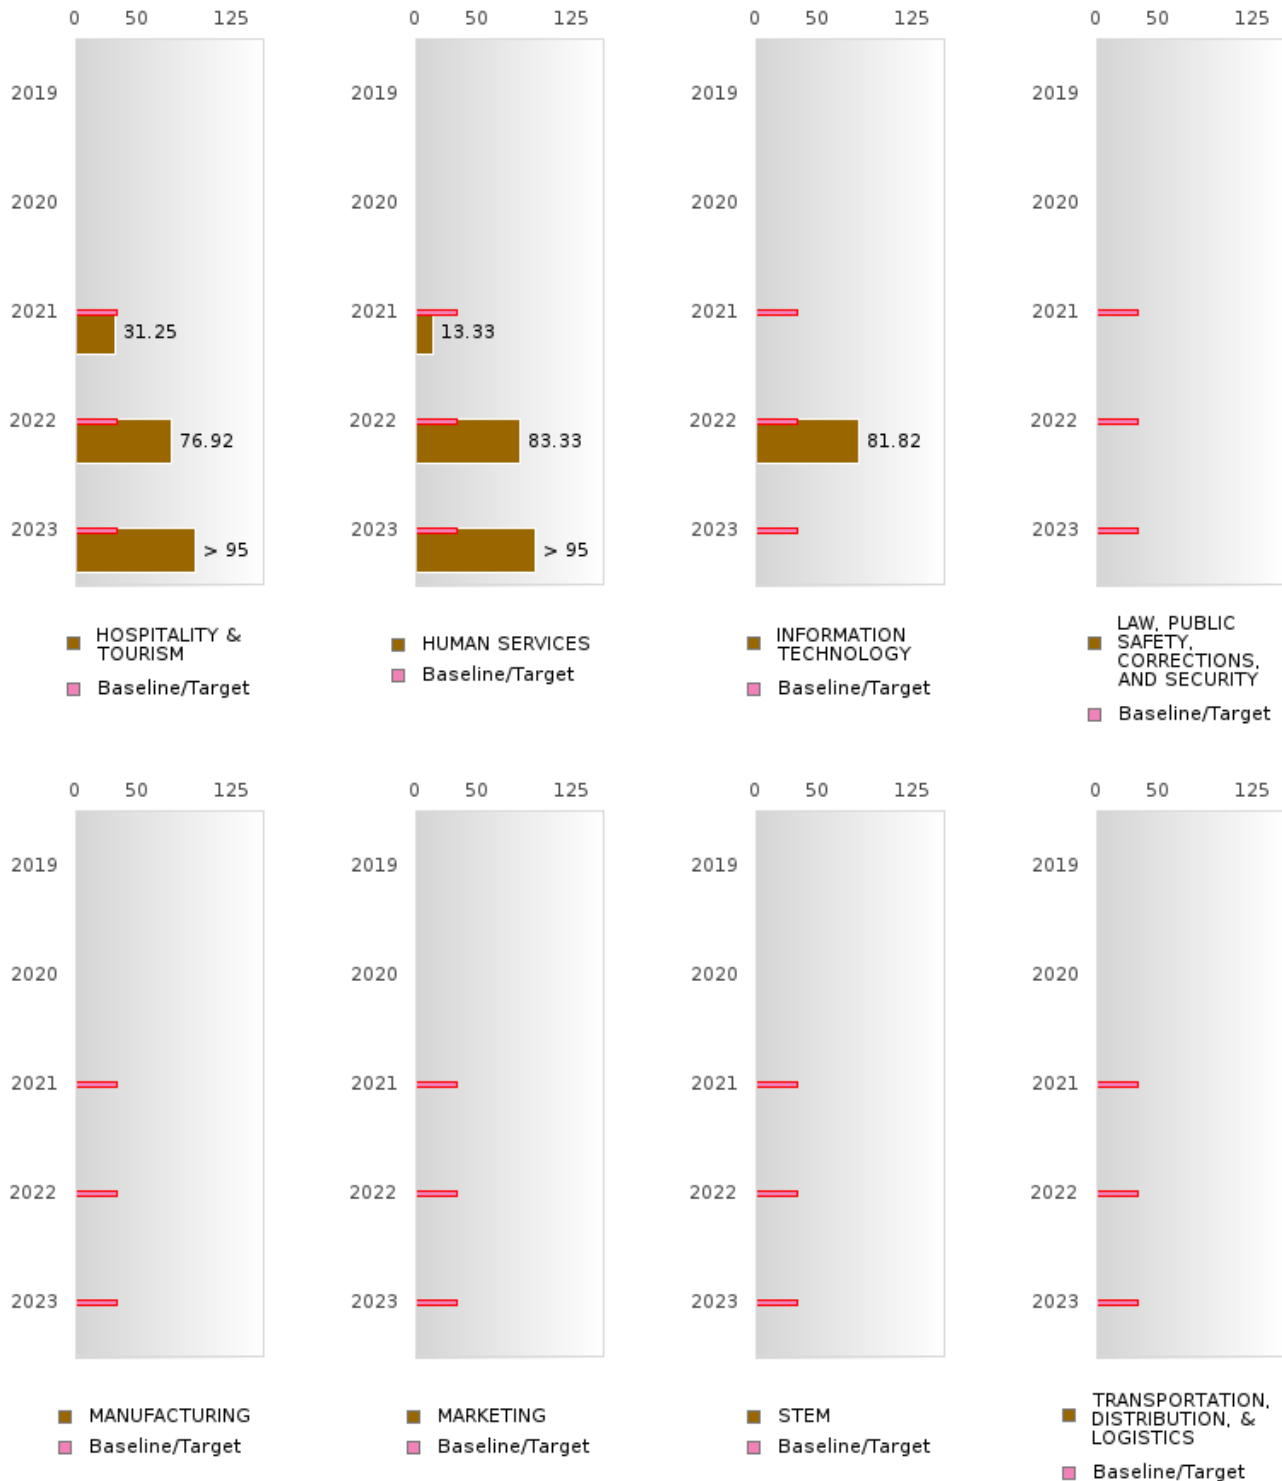 0 50 125 0 50 125 0 50 125 0 50 125
2019 2019 2019 2019
2020 2020 2020 2020
2021 2021 2021 2021
31.25 13.33
2022 2022 2022 2022
76.92 83.33 81.82
2023 2023 2023 2023
> 95 > 95
HOSPITALITY &
TOURISM
Baseline/Target
HUMAN SERVICES
Baseline/Target
INFORMATION
TECHNOLOGY
Baseline/Target
LAW, PUBLIC
SAFETY,
CORRECTIONS,
AND SECURITY
Baseline/Target
0 50 125 0 50 125 0 50 125 0 50 125
2019 2019 2019 2019
2020 2020 2020 2020
2021 2021 2021 2021
2022 2022 2022 2022
2023 2023 2023 2023
MANUFACTURING
Baseline/Target
MARKETING
Baseline/Target
STEM
Baseline/Target
TRANSPORTATION,
DISTRIBUTION, &
LOGISTICS
Baseline/Target